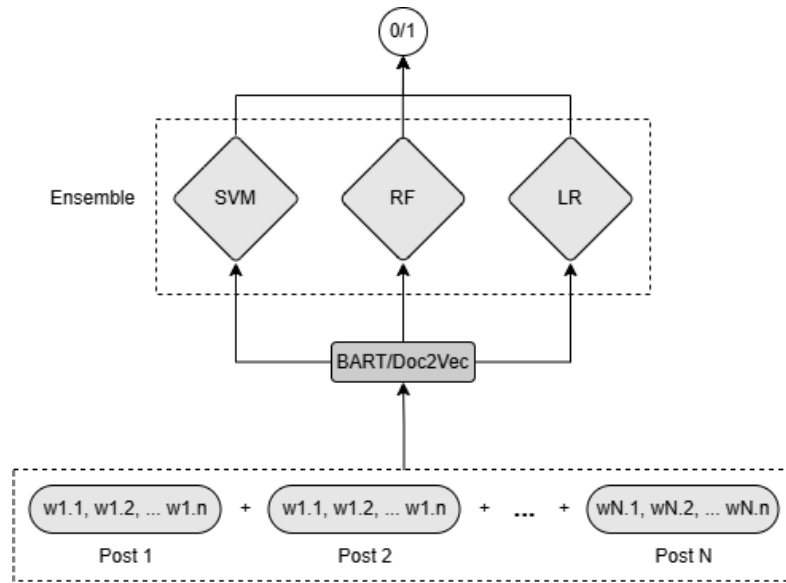 0/1
Ensemble
SVM
RF
LR
BART/Doc2Vec
w1.1, w1.2, ... w1.n + w1.1, w1.2, ... w1.n + ... + wN.1, wN.2, ... wN.n
Post 1 Post 2 Post N